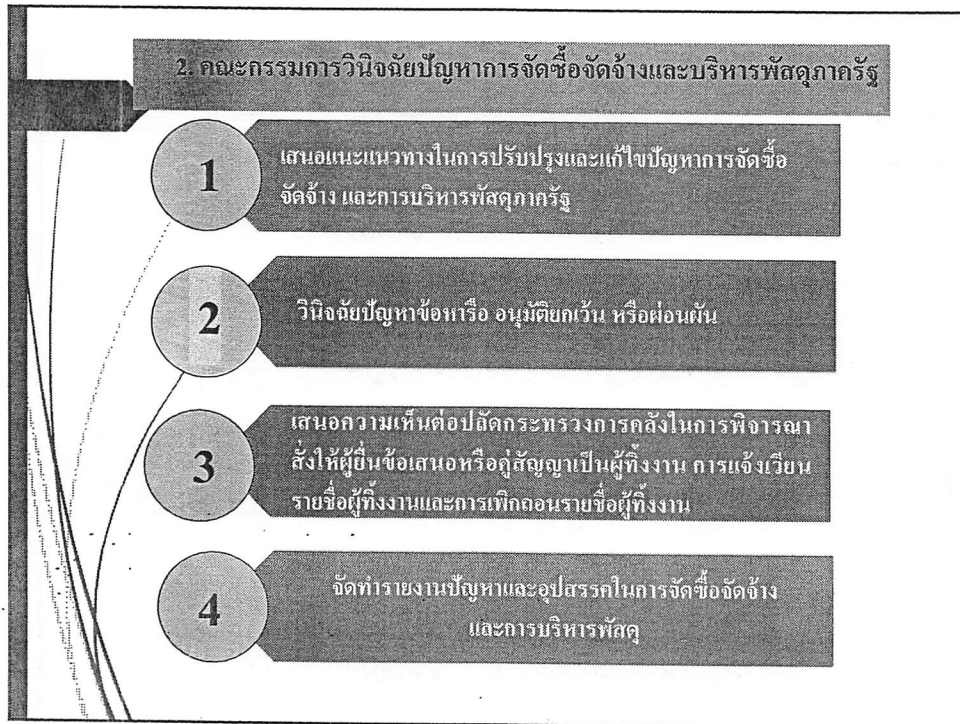 2. คณะกรรมการวินิจฉัยปัญหาการจัดซื้อจัดจ้างและบริหารพัสดุภาครัฐ
1
เสนอแนะแนวทางในการปรับปรุงและแก้ไขปัญหาการจัดซื้อ
จัดจ้าง และการบริหารพัสดุภาครัฐ
2
วินิจฉัยปัญหาข้อหารือ อนุมัติยกเว้น หรือผ่อนผัน
3
เสนอความเห็นต่อปลัดกระทรวงการคลังในการพิจารณา
สั่งให้ผู้ยื่นข้อเสนอหรือคู่สัญญาเป็นผู้ทิ้งงาน การแจ้งเวียน
รายชื่อผู้ทิ้งงานและการเพิกถอนรายชื่อผู้ทิ้งงาน
4
จัดทำรายงานปัญหาและอุปสรรคในการจัดซื้อจัดจ้าง
และการบริหารพัสดุ